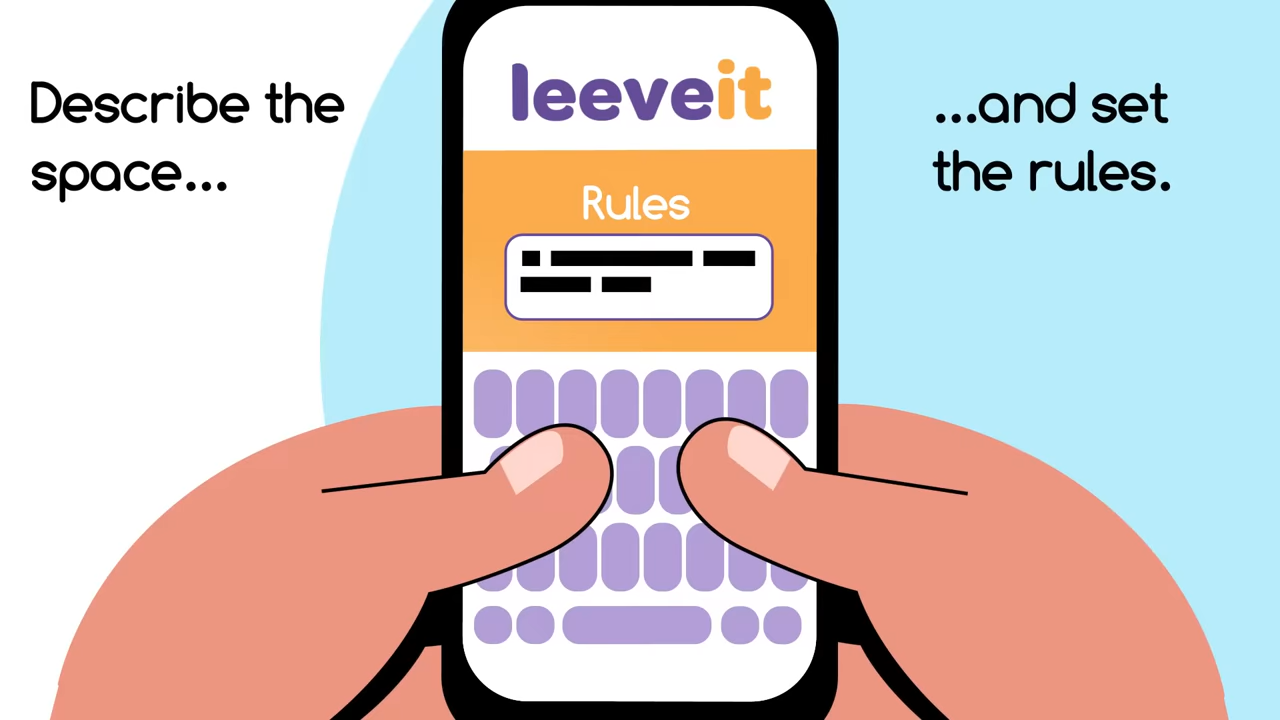 Describe the
space...
leeveit
Rules
...and set
the rules.